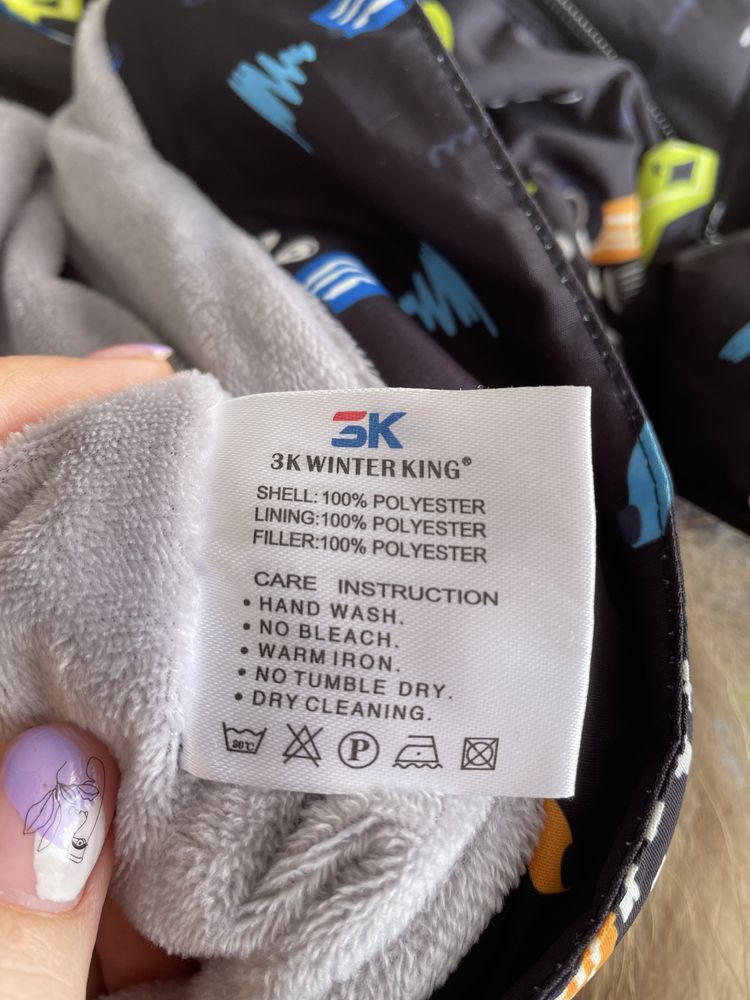 3K
3K WINTER KING®
SHELL:100% POLYESTER
LINING:100% POLYESTER
FILLER:100% POLYESTER
CARE INSTRUCTION
• HAND WASH.
• NO BLEACH.
• WARM IRON.
• NO TUMBLE DRY.
• DRY CLEANING.
30℃ P